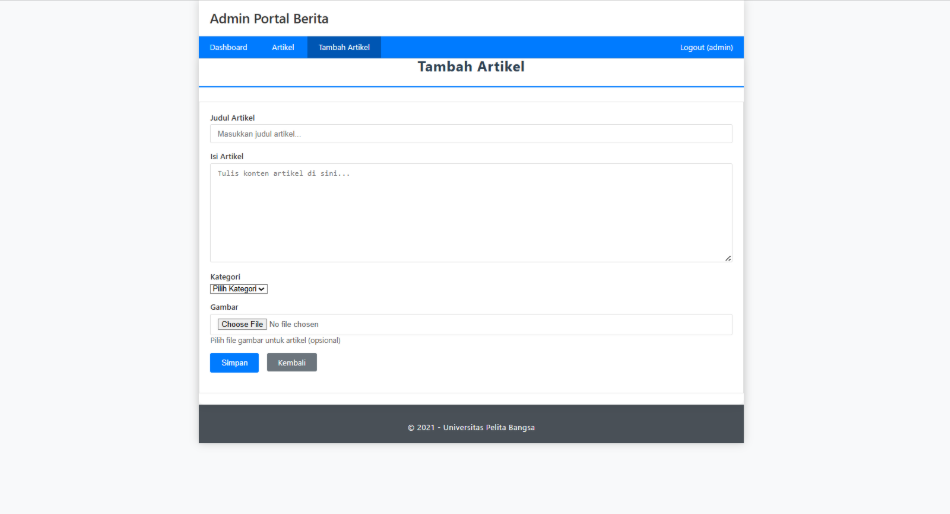 Admin Portal Berita
Dashboard Artikel Tambah Artikel Logout (admin)
Tambah Artikel
Judul Artikel
Masukkan judul artikel...
Isi Artikel
Tulis konten artikel di sini...
Kategori
Pilih Kategori
Gambar
Choose File No file chosen
Pilih file gambar untuk artikel (opsional)
Simpan Kembali
© 2021 - Universitas Pelita Bangsa